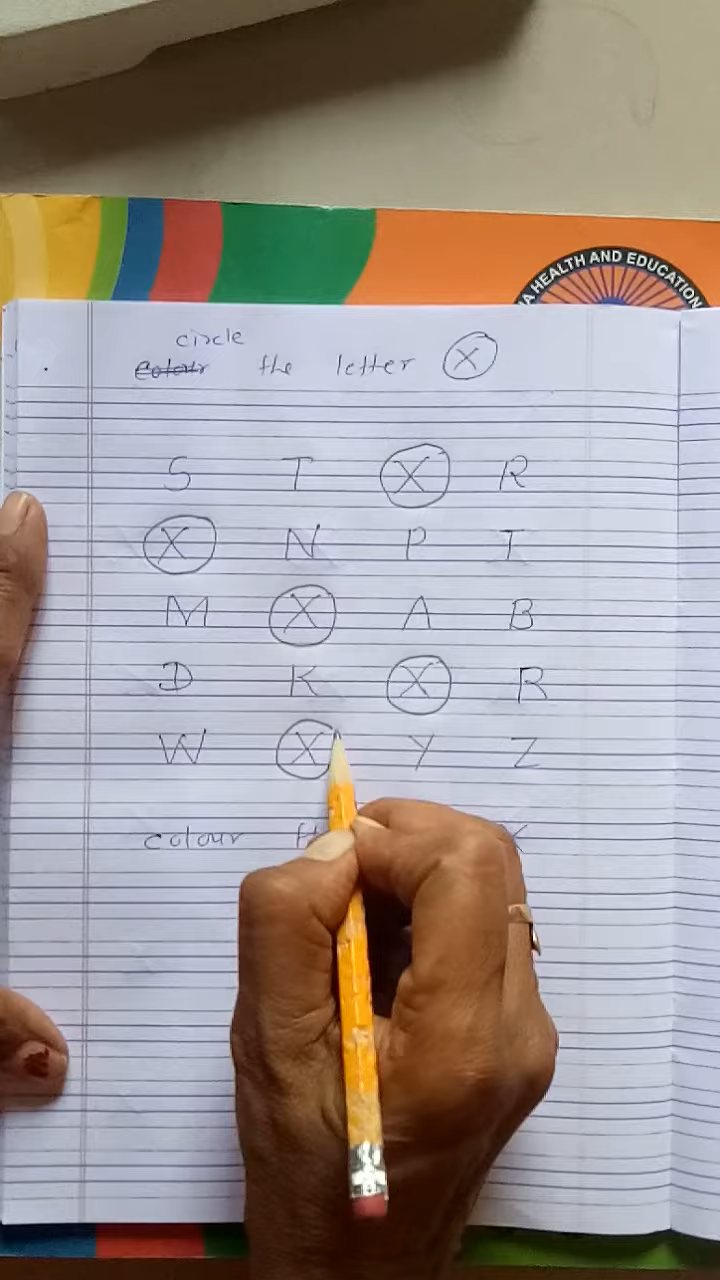 A HEALTH AND EDUCATION
circle
colour the letter X
S T X R
X N P I
M X A B
D K X R
W X Y Z
colour X